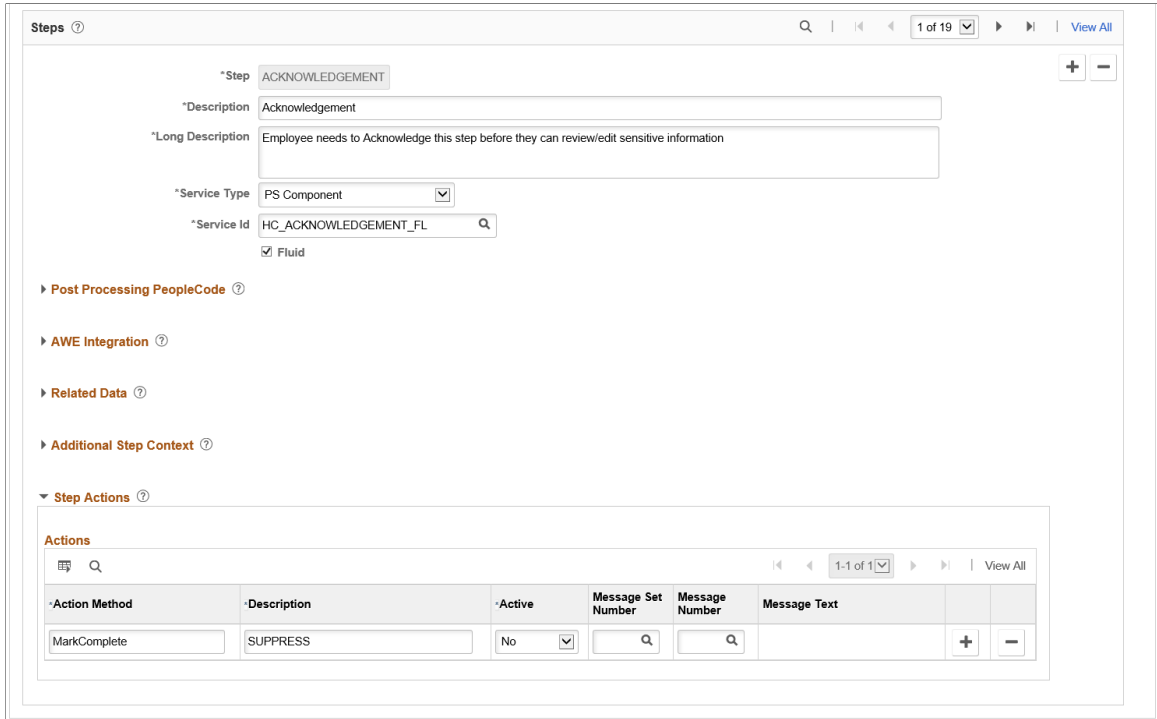 Steps ? 1 of 19 | View All
+ −
*Step ACKNOWLEDGEMENT
*Description Acknowledgement
*Long Description Employee needs to Acknowledge this step before they can review/edit sensitive information
*Service Type PS Component
*Service Id HC_ACKNOWLEDGEMENT_FL
Fluid
Post Processing PeopleCode ?
AWE Integration ?
Related Data ?
Additional Step Context ?
Step Actions ?
Actions
1-1 of 1 | View All
*Action Method *Description *Active Message Set Number Message Number Message Text
MarkComplete SUPPRESS No + −